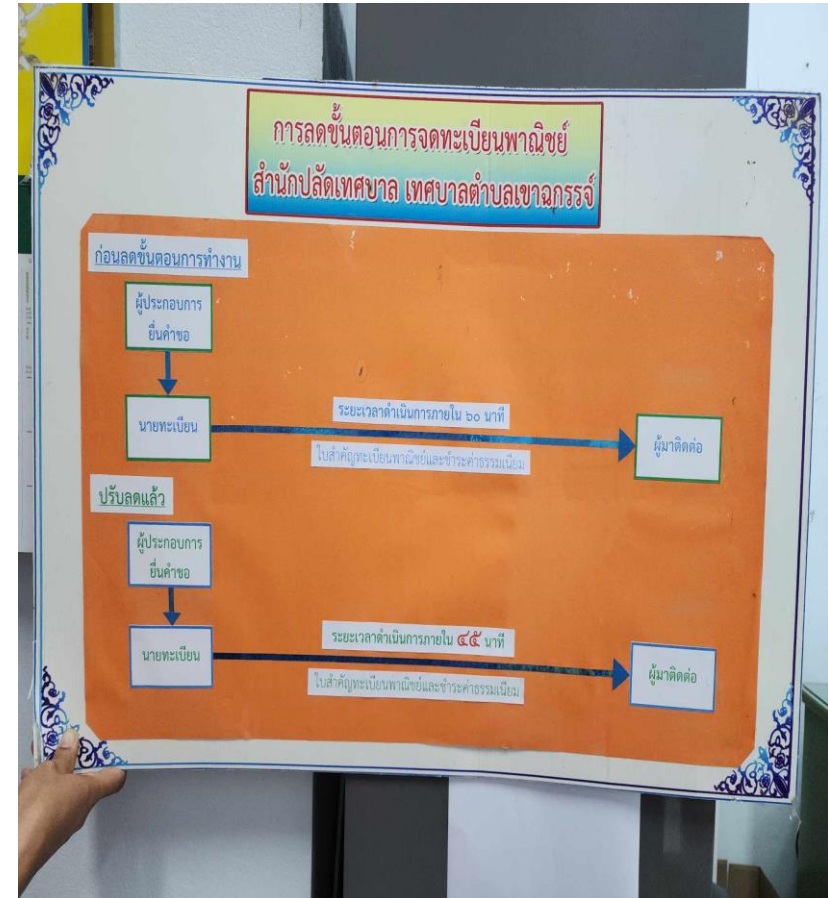 การลดขั้นตอนการจดทะเบียนพาณิชย์
สำนักปลัดเทศบาล เทศบาลตำบลเขาฉกรรจ์
ก่อนลดขั้นตอนการทำงาน
ผู้ประกอบการ
ยื่นคำขอ
นายทะเบียน
ระยะเวลาดำเนินการภายใน ๖๐ นาที
ใบสำคัญทะเบียนพาณิชย์และชำระค่าธรรมเนียม
ผู้มาติดต่อ
ปรับลดแล้ว
ผู้ประกอบการ
ยื่นคำขอ
นายทะเบียน
ระยะเวลาดำเนินการภายใน ๔๕ นาที
ใบสำคัญทะเบียนพาณิชย์และชำระค่าธรรมเนียม
ผู้มาติดต่อ